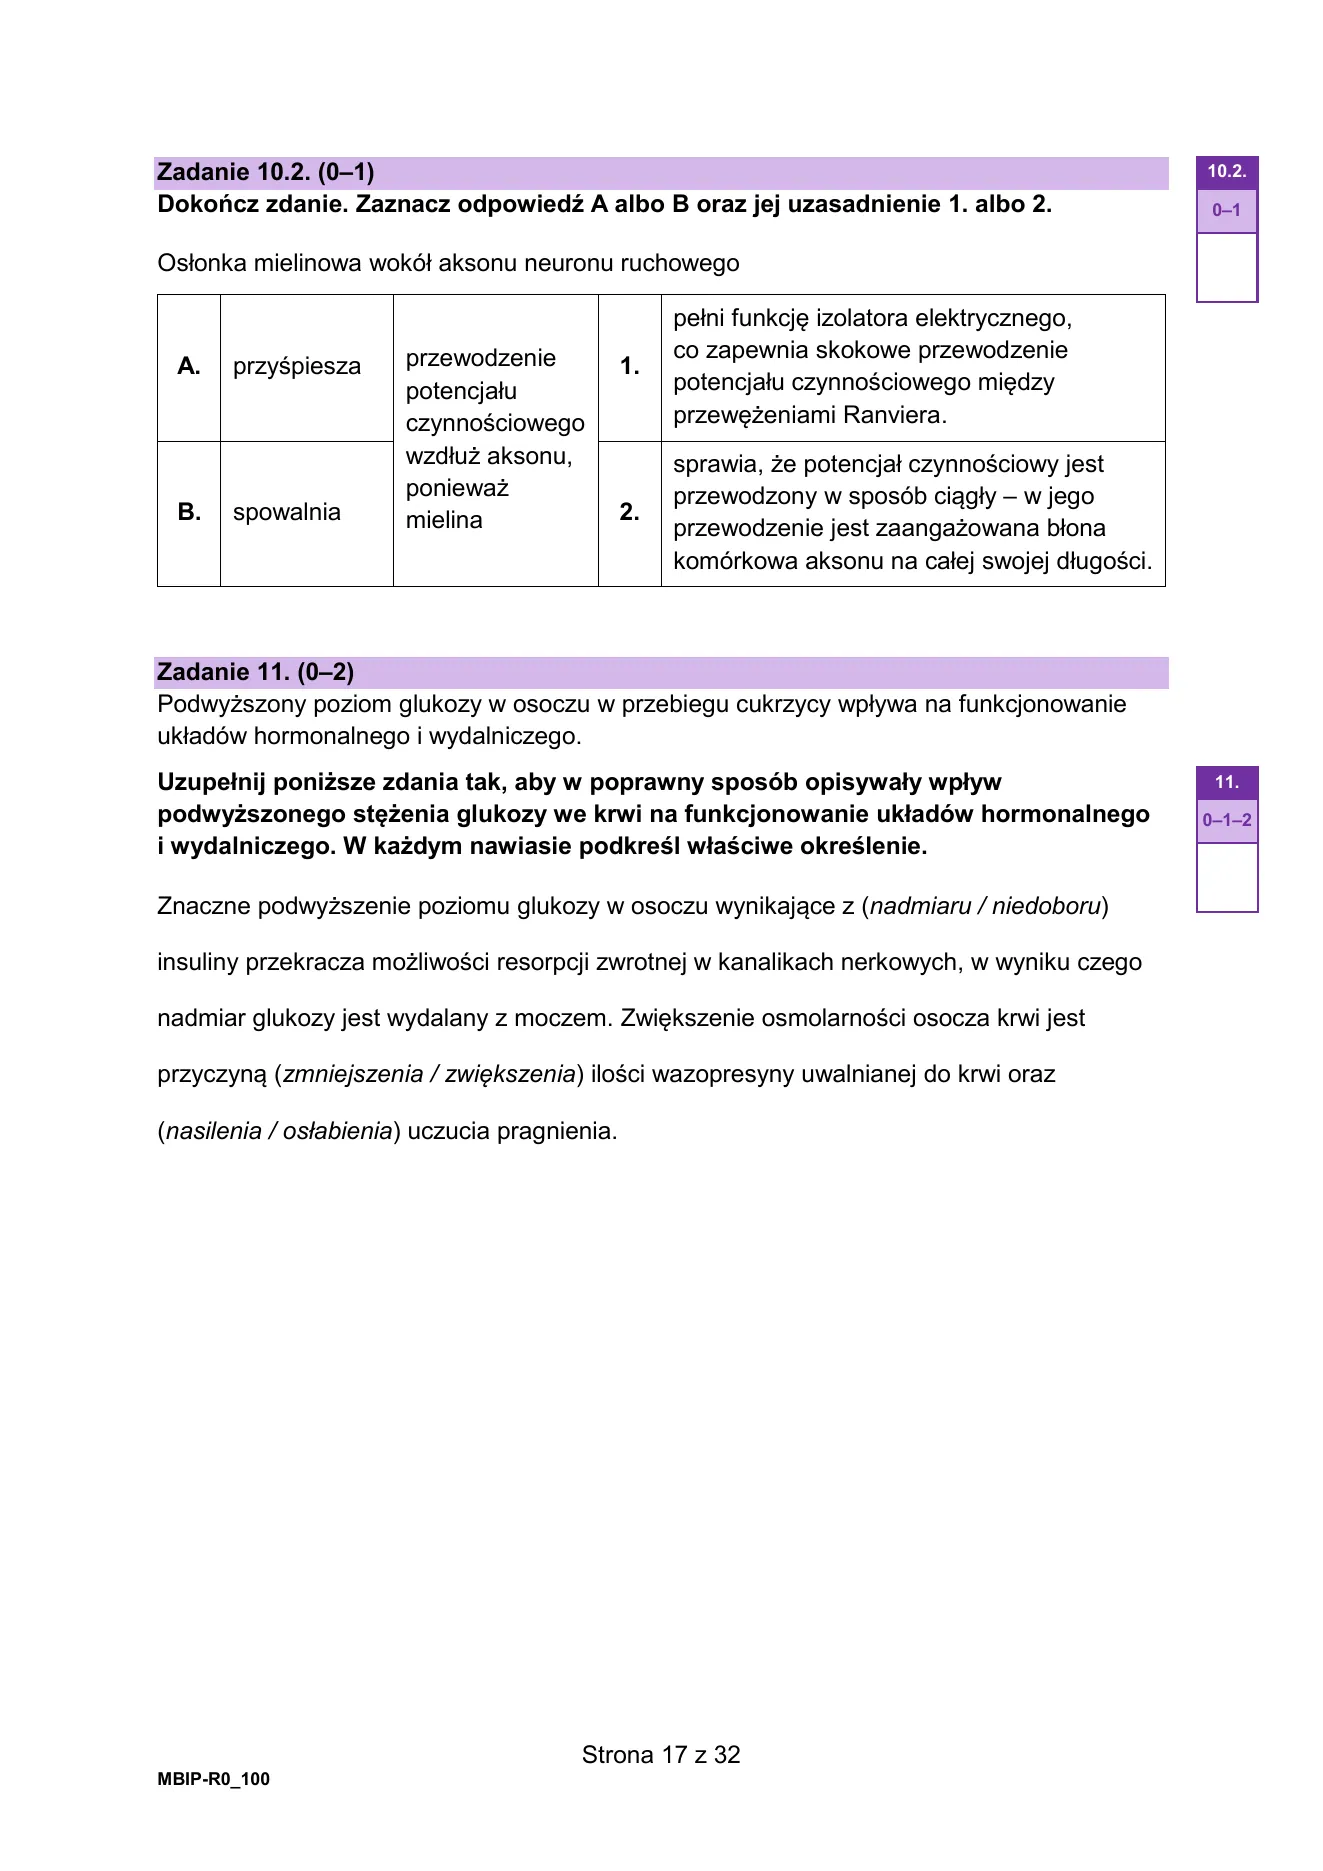 Zadanie 10.2. (0–1)
10.2.
0–1
Dokończ zdanie. Zaznacz odpowiedź A albo B oraz jej uzasadnienie 1. albo 2.
Osłonka mielinowa wokół aksonu neuronu ruchowego
A.
przyśpiesza
przewodzenie
potencjału
czynnościowego
wzdłuż aksonu,
ponieważ
mielina
1.
pełni funkcję izolatora elektrycznego,
co zapewnia skokowe przewodzenie
potencjału czynnościowego między
przewężeniami Ranviera.
B.
spowalnia
2.
sprawia, że potencjał czynnościowy jest
przewodzony w sposób ciągły – w jego
przewodzenie jest zaangażowana błona
komórkowa aksonu na całej swojej długości.
Zadanie 11. (0–2)
Podwyższony poziom glukozy w osoczu w przebiegu cukrzycy wpływa na funkcjonowanie
układów hormonalnego i wydalniczego.
Uzupełnij poniższe zdania tak, aby w poprawny sposób opisywały wpływ
podwyższonego stężenia glukozy we krwi na funkcjonowanie układów hormonalnego
i wydalniczego. W każdym nawiasie podkreśl właściwe określenie.
11.
0–1–2
Znaczne podwyższenie poziomu glukozy w osoczu wynikające z (nadmiaru / niedoboru)
insuliny przekracza możliwości resorpcji zwrotnej w kanalikach nerkowych, w wyniku czego
nadmiar glukozy jest wydalany z moczem. Zwiększenie osmolarności osocza krwi jest
przyczyną (zmniejszenia / zwiększenia) ilości wazopresyny uwalnianej do krwi oraz
(nasilenia / osłabienia) uczucia pragnienia.
Strona 17 z 32
MBIP-R0_100